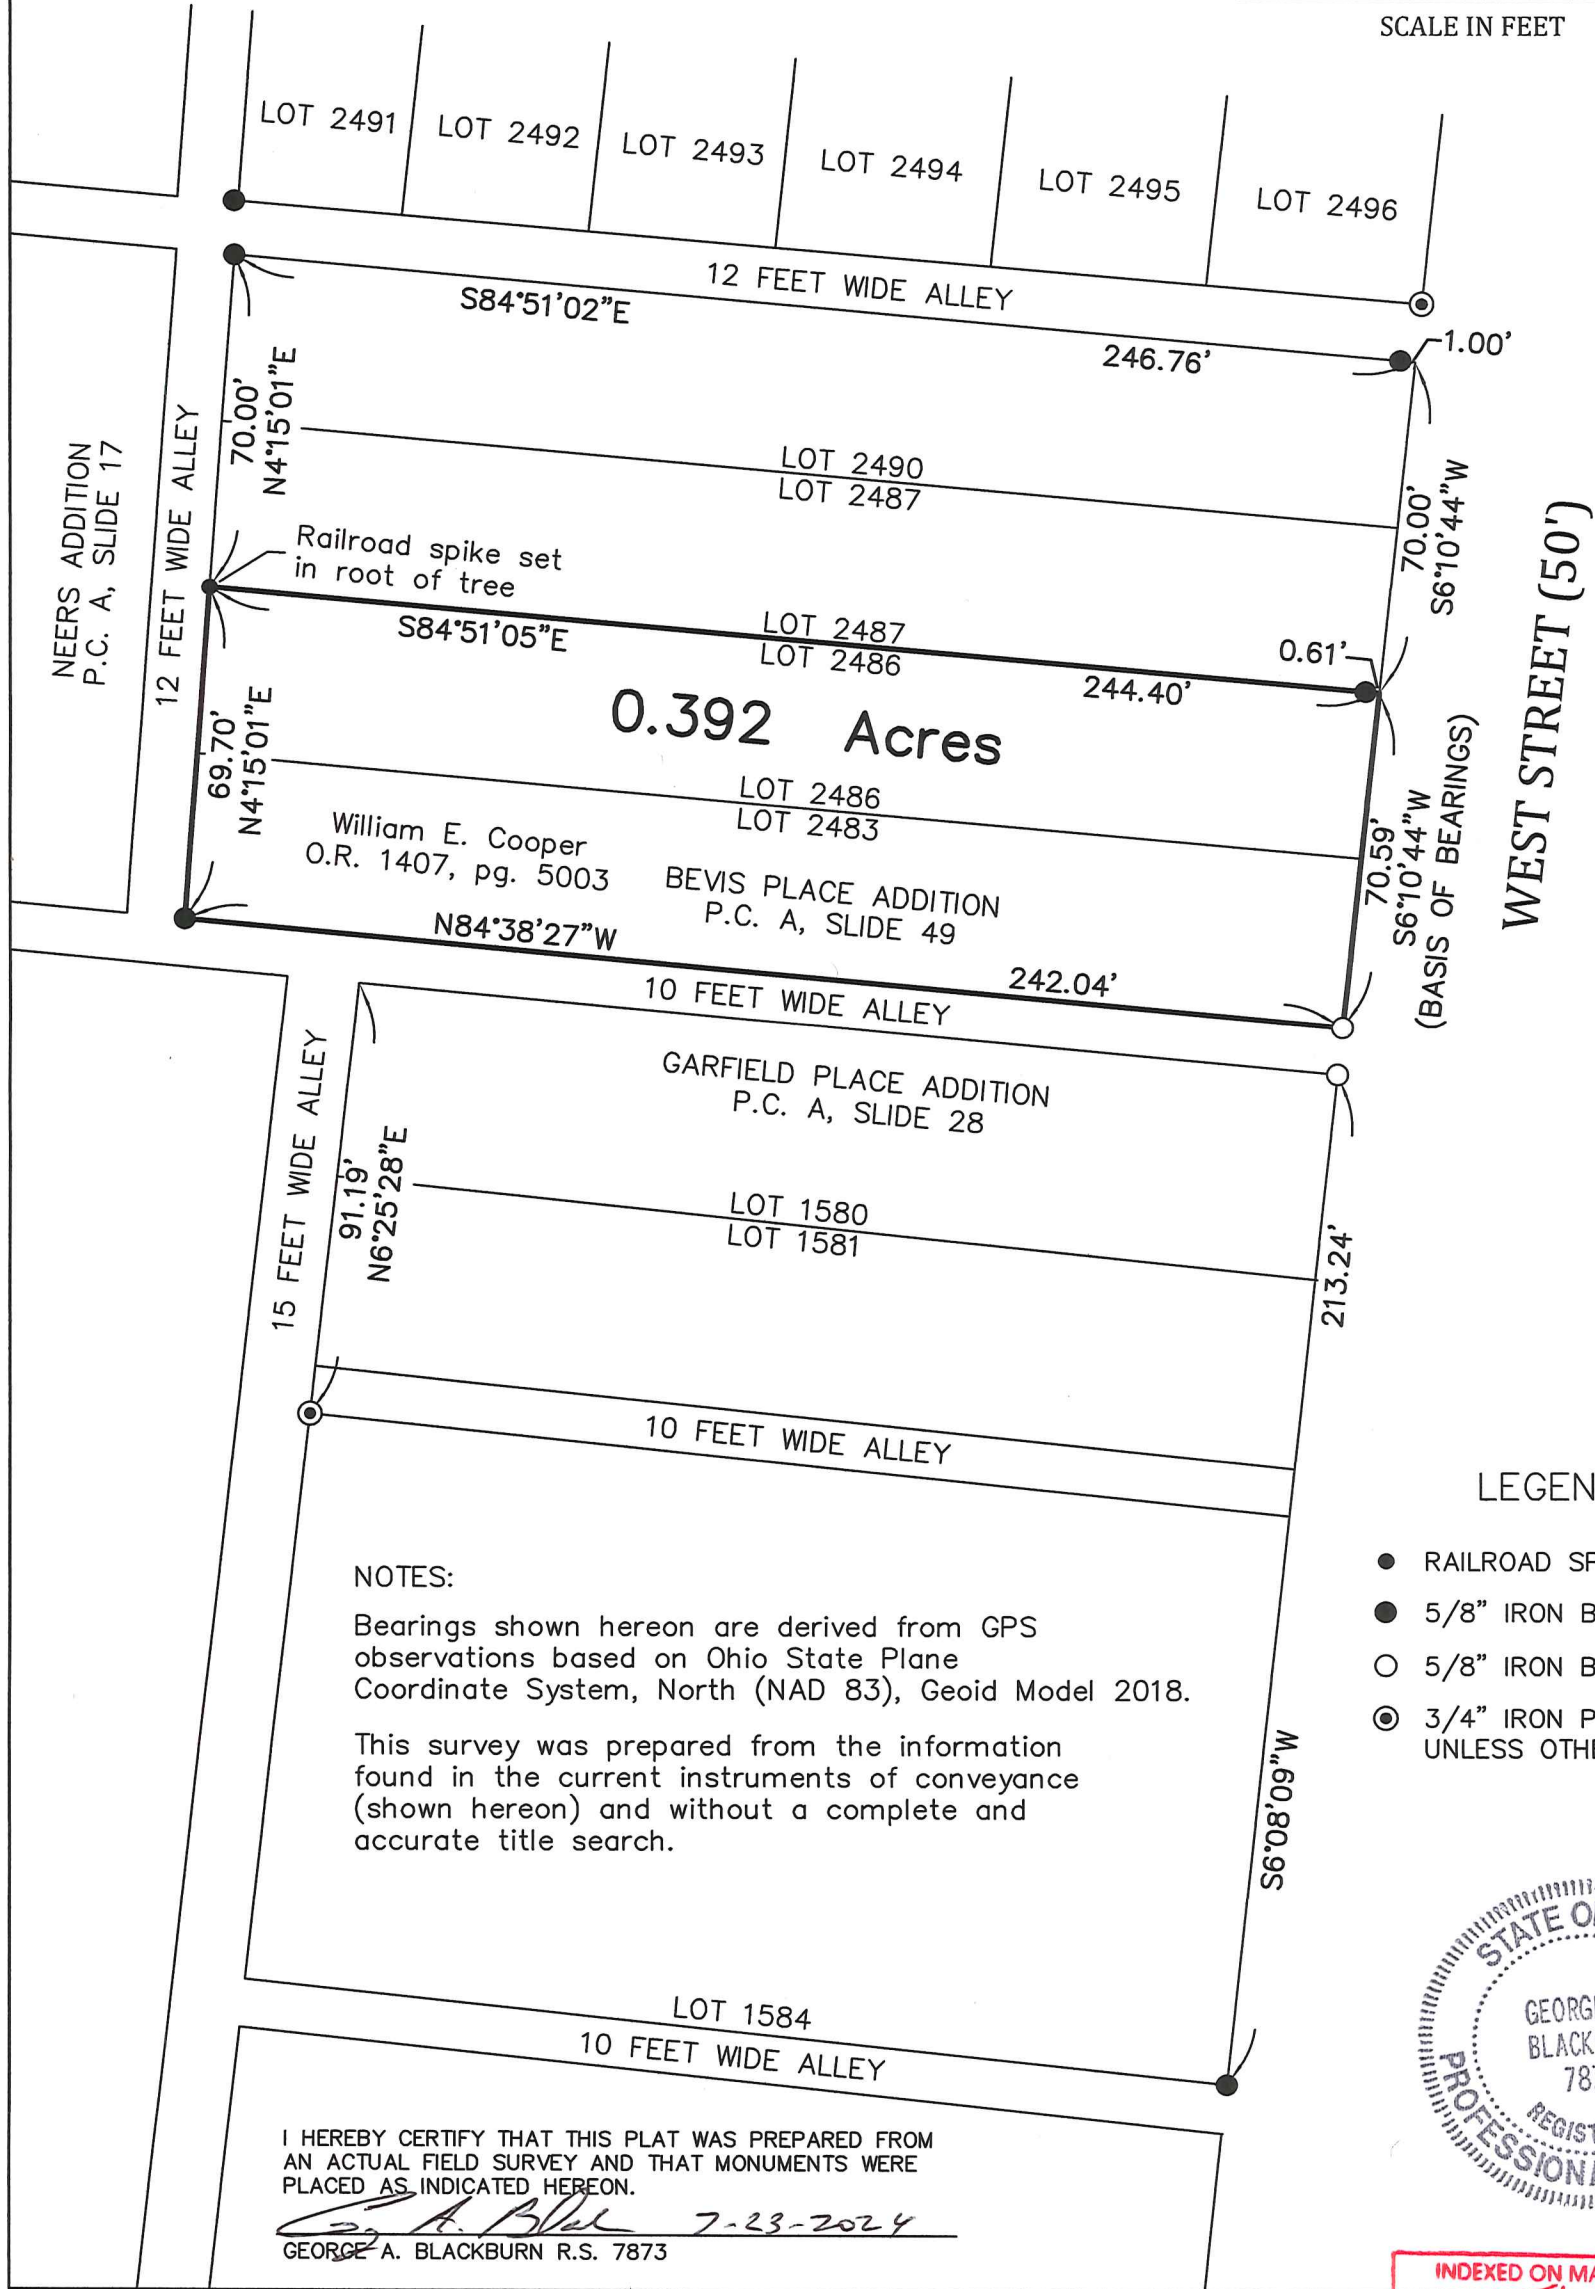 SCALE IN FEET
LOT 2491
LOT 2492
LOT 2493
LOT 2494
LOT 2495
LOT 2496
12 FEET WIDE ALLEY
S84°51'02"E
246.76'
1.00'
70.00'
N4°15'01"E
NEERS ADDITION
P.C. A, SLIDE 17
12 FEET WIDE ALLEY
LOT 2490
LOT 2487
70.00'
S6°10'44"W
WEST STREET (50')
Railroad spike set
in root of tree
S84°51'05"E
LOT 2487
LOT 2486
0.61'
244.40'
0.392 Acres
69.70'
N4°15'01"E
LOT 2486
LOT 2483
William E. Cooper
O.R. 1407, pg. 5003
BEVIS PLACE ADDITION
P.C. A, SLIDE 49
70.59'
S6°10'44"W
(BASIS OF BEARINGS)
N84°38'27"W
242.04'
10 FEET WIDE ALLEY
GARFIELD PLACE ADDITION
P.C. A, SLIDE 28
15 FEET WIDE ALLEY
91.19'
N6°25'28"E
LOT 1580
LOT 1581
213.24'
10 FEET WIDE ALLEY
LEGEN
RAILROAD SP
5/8" IRON B
5/8" IRON B
3/4" IRON P
UNLESS OTHE
NOTES:
Bearings shown hereon are derived from GPS
observations based on Ohio State Plane
Coordinate System, North (NAD 83), Geoid Model 2018.
This survey was prepared from the information
found in the current instruments of conveyance
(shown hereon) and without a complete and
accurate title search.
S6°08'09"W
STATE O
GEORG
BLACK
78
REGIST
PROFESSION
LOT 1584
10 FEET WIDE ALLEY
I HEREBY CERTIFY THAT THIS PLAT WAS PREPARED FROM
AN ACTUAL FIELD SURVEY AND THAT MONUMENTS WERE
PLACED AS INDICATED HEREON.
7-23-2024
GEORGE A. BLACKBURN R.S. 7873
INDEXED ON MA